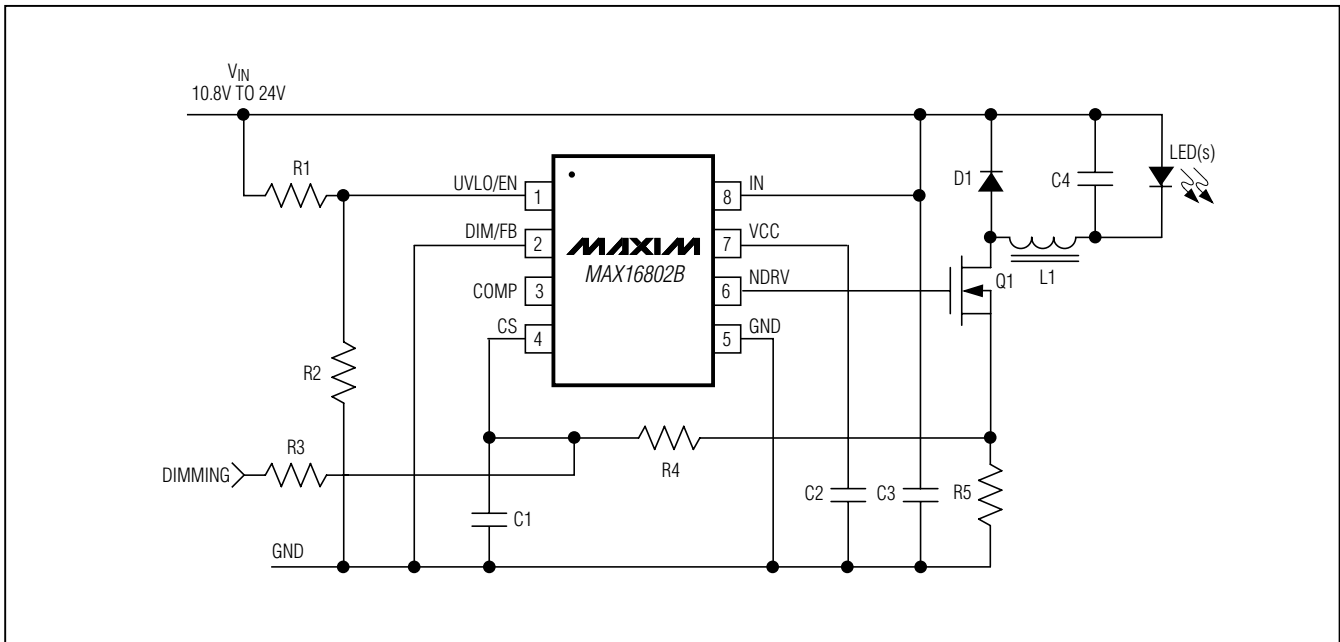 VIN
10.8V TO 24V
R1
UVLO/EN
1
DIM/FB
2
COMP
3
CS
4
MAXIM
MAX16802B
8
IN
7
VCC
6
NDRV
5
GND
D1
C4
LED(s)
L1
Q1
R2
R3
DIMMING
R4
C1
C2
C3
R5
GND